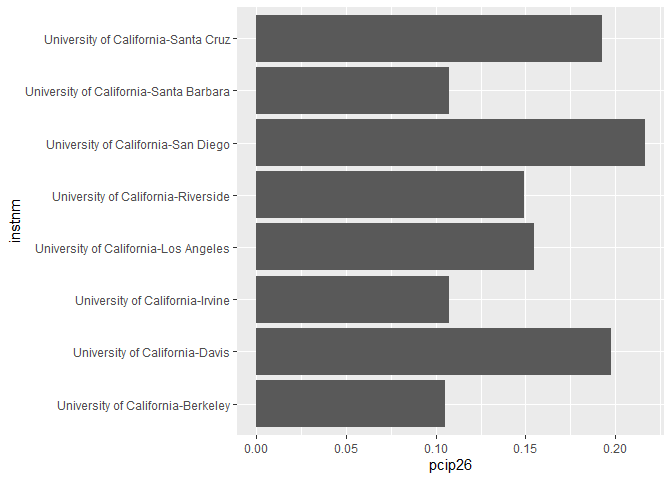 University of California-Santa Cruz
University of California-Santa Barbara
University of California-San Diego
University of California-Riverside
University of California-Los Angeles
University of California-Irvine
University of California-Davis
University of California-Berkeley
instnm
0.00 0.05 0.10 0.15 0.20
pcip26